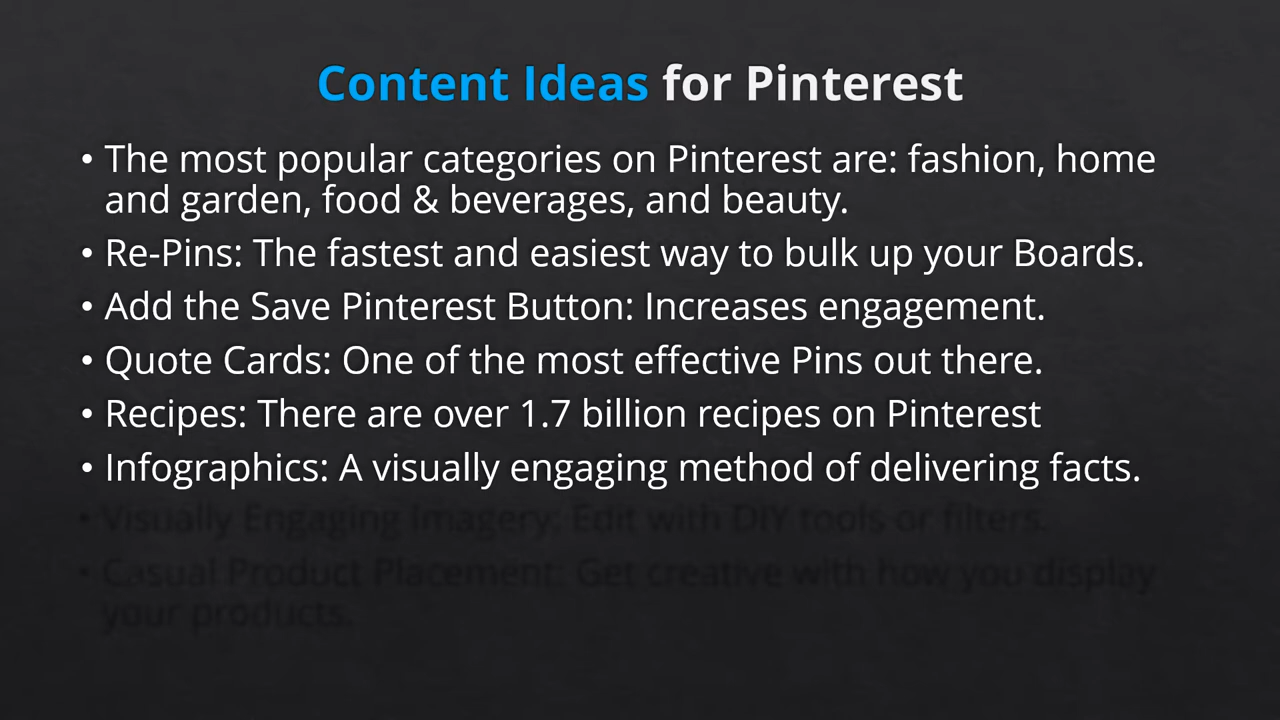 Content Ideas for Pinterest
• The most popular categories on Pinterest are: fashion, home
and garden, food & beverages, and beauty.
• Re-Pins: The fastest and easiest way to bulk up your Boards.
• Add the Save Pinterest Button: Increases engagement.
• Quote Cards: One of the most effective Pins out there.
• Recipes: There are over 1.7 billion recipes on Pinterest
• Infographics: A visually engaging method of delivering facts.
• Visually Engaging Imagery: Edit with DIY tools or filters.
• Casual Product Placement: Get creative with how you display
your products.